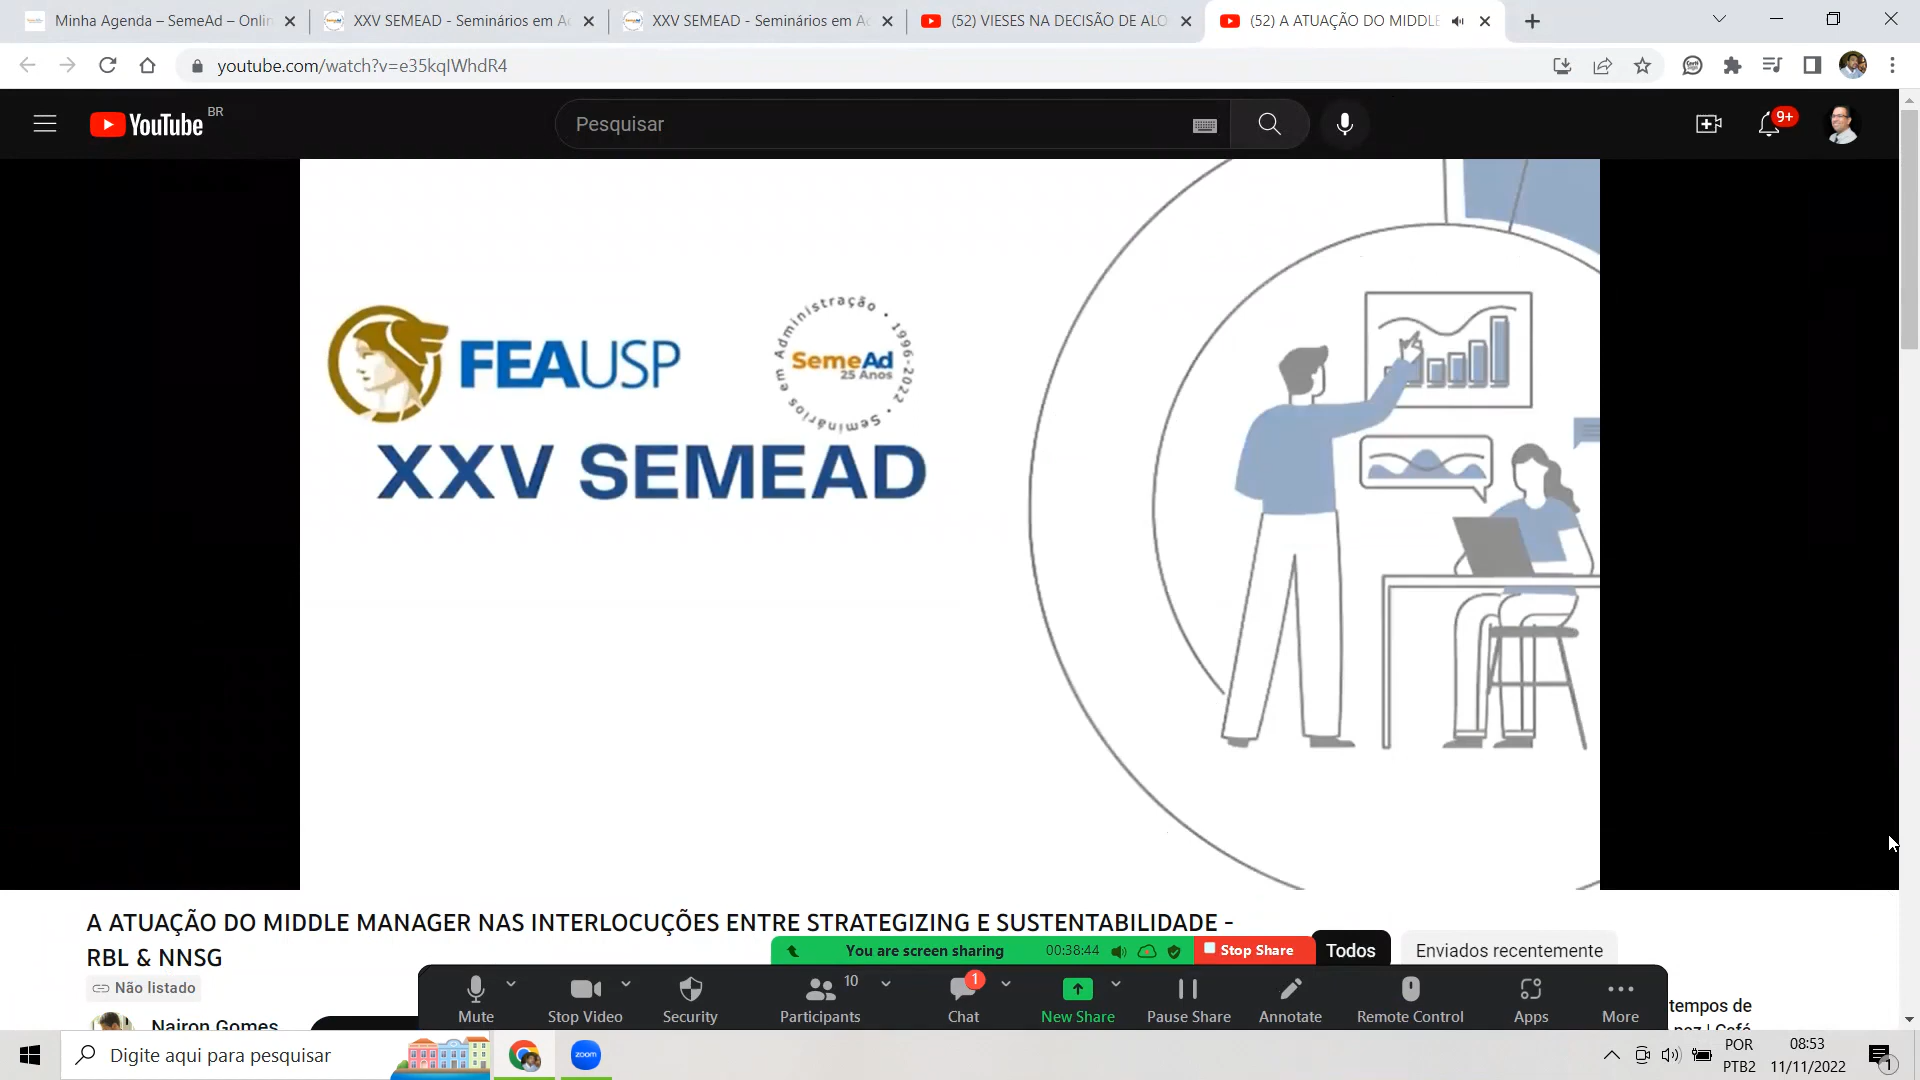 Minha Agenda – SemeAd – Onlin
XXV SEMEAD - Seminários em Ad
XXV SEMEAD - Seminários em Ad
(52) VIESES NA DECISÃO DE ALO
(52) A ATUAÇÃO DO MIDDLE
youtube.com/watch?v=e35kqIWhdR4
YouTube BR
Pesquisar
9+
FEAUSP
Seminários em Administração • 1996-2022 •
SemeAd
25 Anos
XXV SEMEAD
A ATUAÇÃO DO MIDDLE MANAGER NAS INTERLOCUÇÕES ENTRE STRATEGIZING E SUSTENTABILIDADE -
RBL & NNSG
You are screen sharing
00:38:44
Stop Share
Todos
Enviados recentemente
Não listado
10
1
tempos de
Nairon Gomes
Mute
Stop Video
Security
Participants
Chat
New Share
Pause Share
Annotate
Remote Control
Apps
More
Digite aqui para pesquisar
zoom
POR
PTB2
08:53
11/11/2022
1